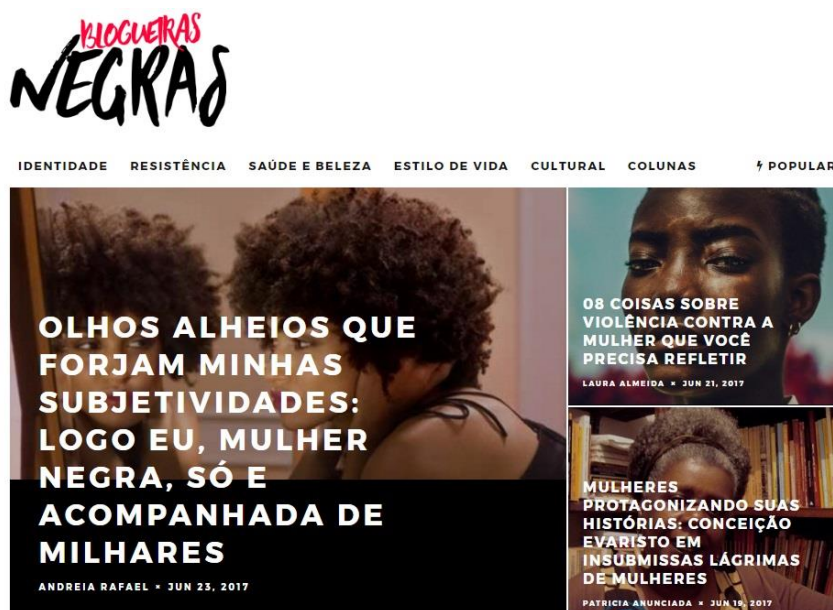 BLOGUEIRAS
NEGRAS
IDENTIDADE RESISTÊNCIA SAÚDE E BELEZA ESTILO DE VIDA CULTURAL COLUNAS POPULAR
OLHOS ALHEIOS QUE
FORJAM MINHAS
SUBJETIVIDADES:
LOGO EU, MULHER
NEGRA, SÓ E
ACOMPANHADA DE
MILHARES
ANDREIA RAFAEL × JUN 23, 2017
08 COISAS SOBRE
VIOLÊNCIA CONTRA A
MULHER QUE VOCÊ
PRECISA REFLETIR
LAURA ALMEIDA × JUN 21, 2017
MULHERES
PROTAGONIZANDO SUAS
HISTÓRIAS: CONCEIÇÃO
EVARISTO EM
INSUBMISSAS LÁGRIMAS
DE MULHERES
PATRICIA ANUNCIADA × JUN 19, 2017